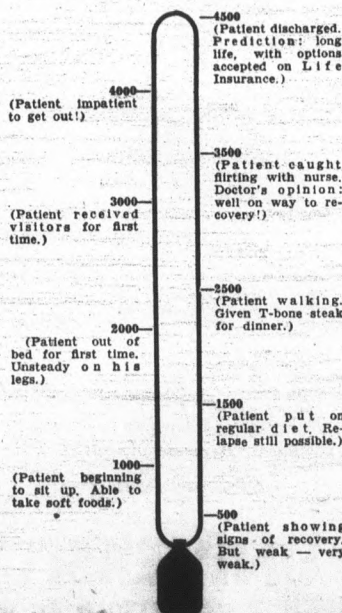 4500
(Patient discharged.
Prediction: long
life, with options
accepted on Life
Insurance.)
4000
(Patient impatient
to get out!)
3500
(Patient caught
flirting with nurse.
Doctor's opinion:
well on way to re-
covery!)
3000
(Patient received
visitors for first
time.)
2500
(Patient walking.
Given T-bone steak
for dinner.)
2000
(Patient out of
bed for first time.
Unsteady on his
legs.)
1500
(Patient put on
regular diet. Re-
lapse still possible.)
1000
(Patient beginning
to sit up. Able to
take soft foods.)
500
(Patient showing
signs of recovery.
But weak — very
weak.)